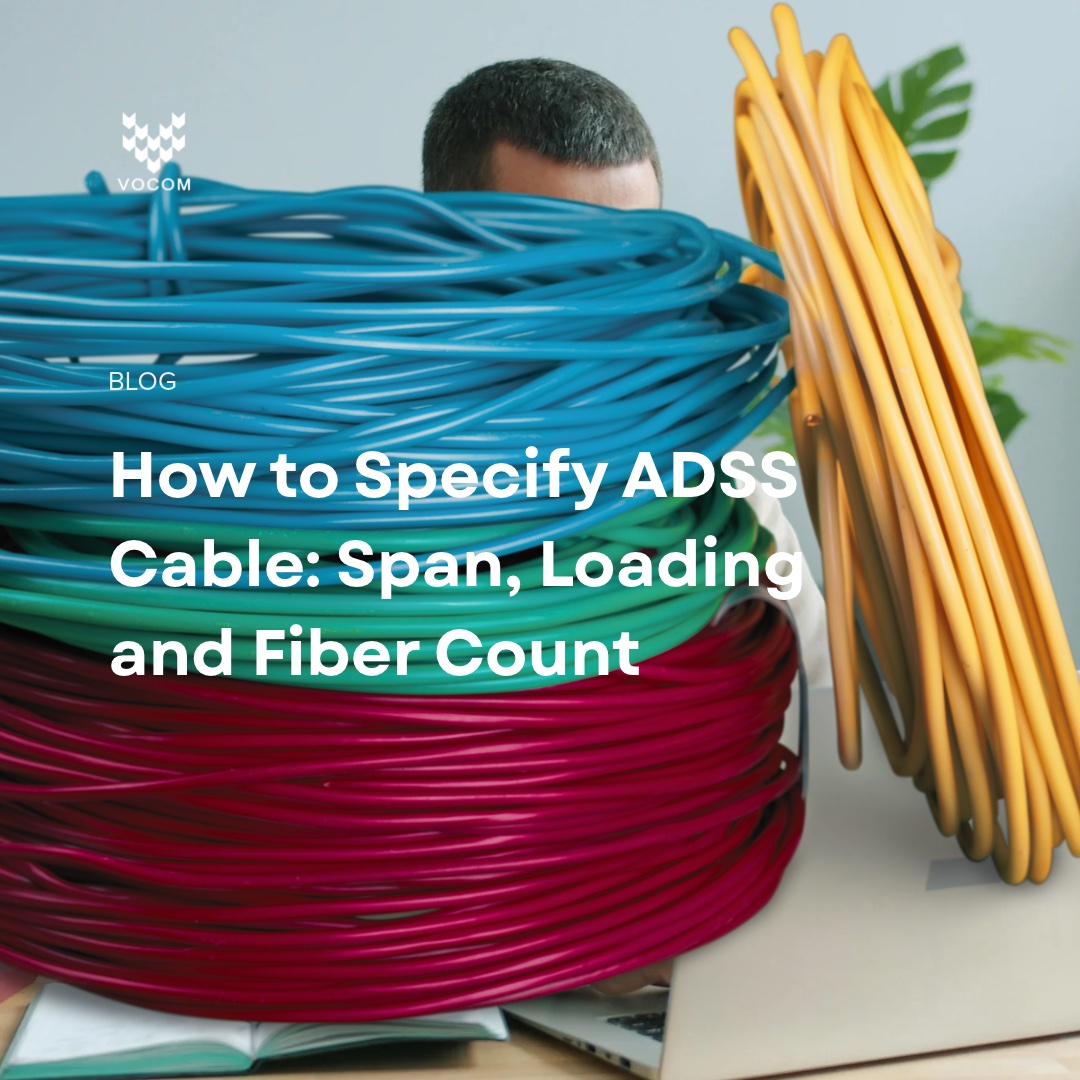 VOCOM
BLOG
How to Specify ADSS
Cable: Span, Loading
and Fiber Count